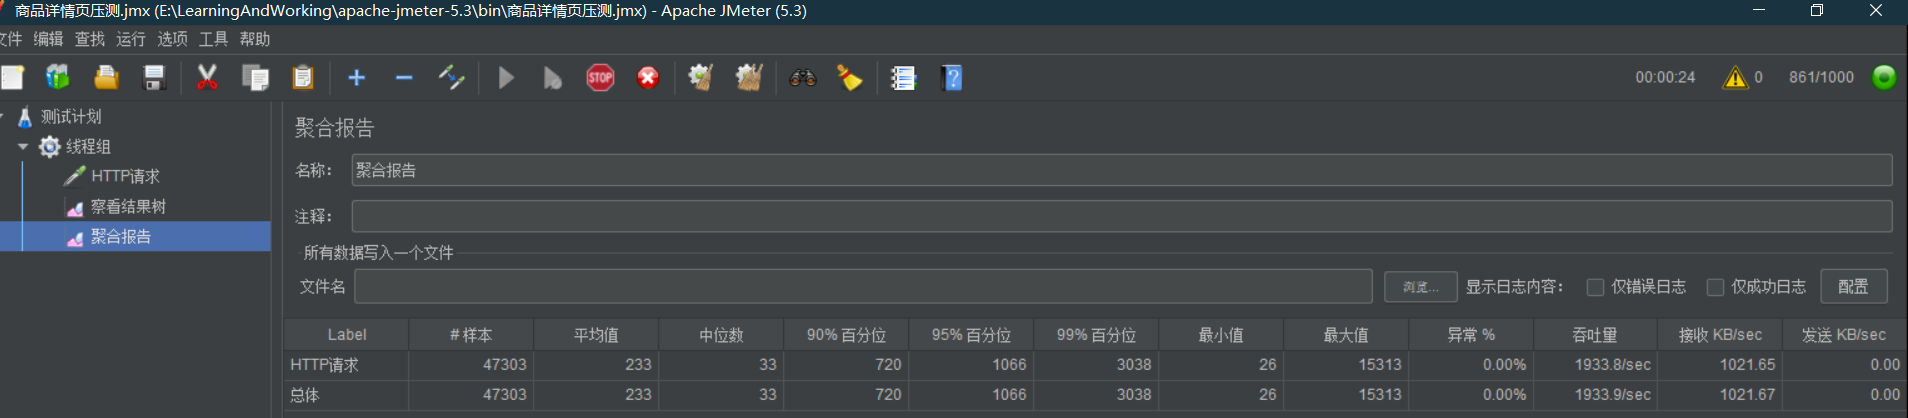 商品详情页压测.jmx (E:\LearningAndWorking\apache-jmeter-5.3\bin\商品详情页压测.jmx) - Apache JMeter (5.3)
文件 编辑 查找 运行 选项 工具 帮助
STOP 00:00:24 0 861/1000
测试计划
线程组
HTTP请求
察看结果树
聚合报告
聚合报告
名称： 聚合报告
注释：
所有数据写入一个文件
文件名 浏览... 显示日志内容： 仅错误日志 仅成功日志 配置
Label # 样本 平均值 中位数 90% 百分位 95% 百分位 99% 百分位 最小值 最大值 异常 % 吞吐量 接收 KB/sec 发送 KB/sec
HTTP请求 47303 233 33 720 1066 3038 26 15313 0.00% 1933.8/sec 1021.65 0.00
总体 47303 233 33 720 1066 3038 26 15313 0.00% 1933.9/sec 1021.67 0.00